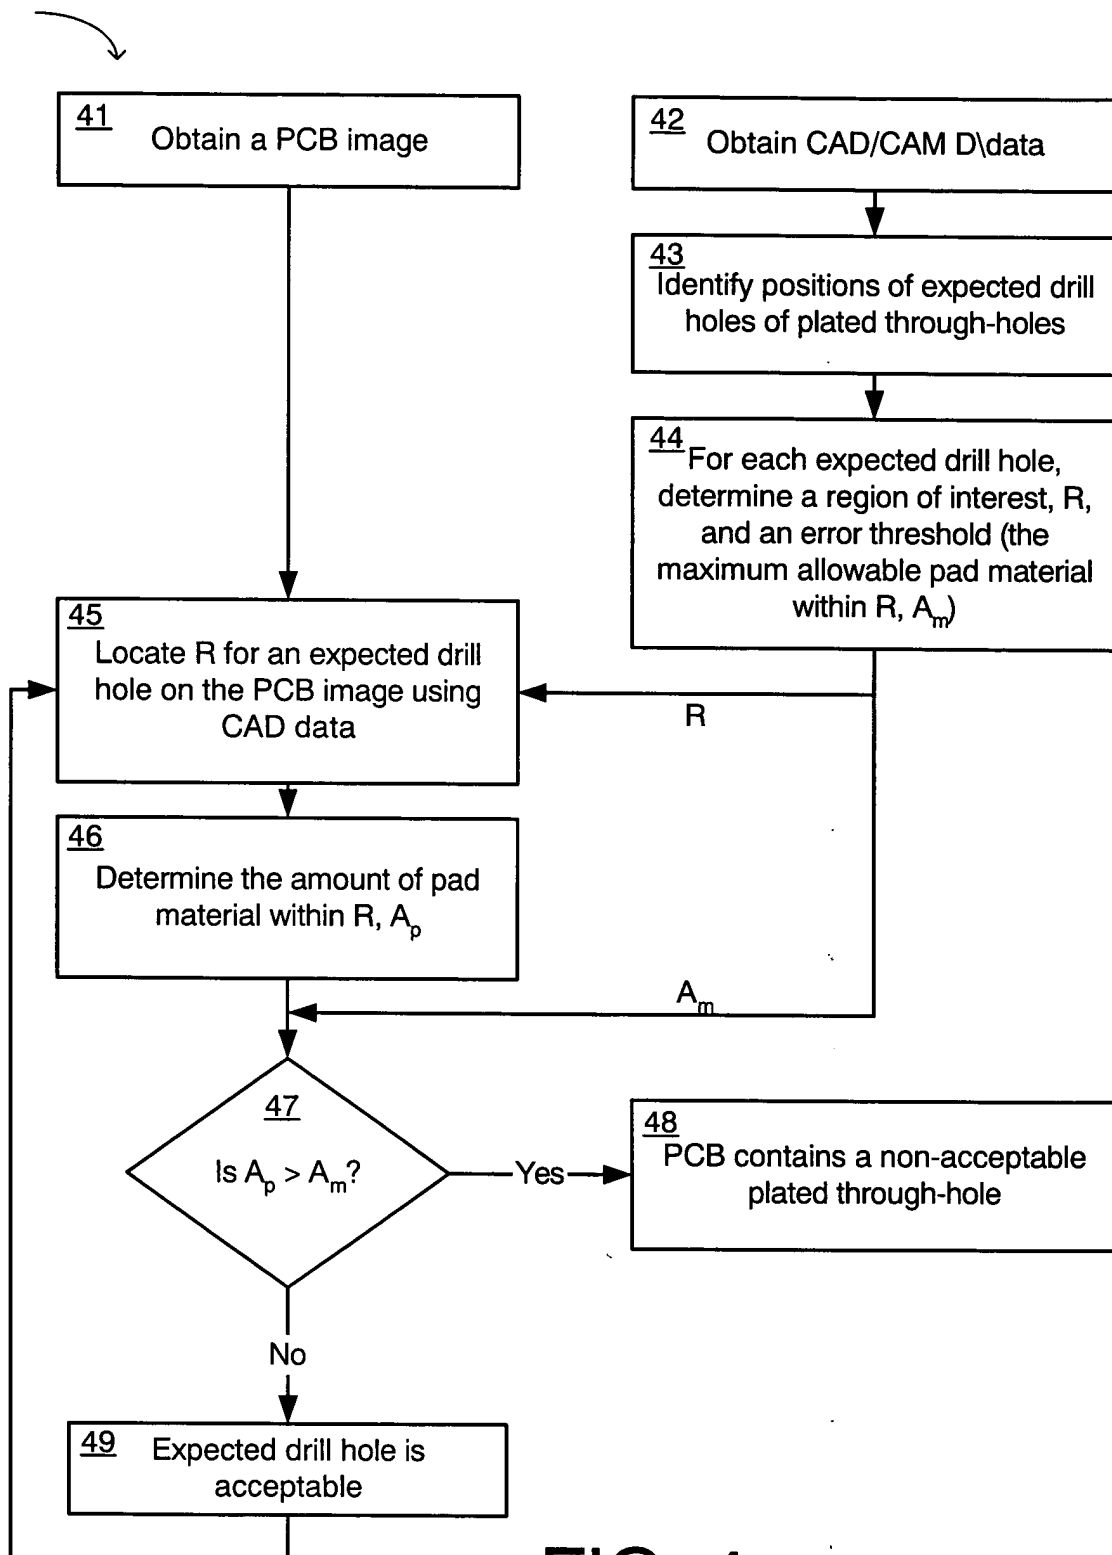 41
Obtain a PCB image
42
Obtain CAD/CAM D\data
43
Identify positions of expected drill
holes of plated through-holes
44
For each expected drill hole,
determine a region of interest, R,
and an error threshold (the
maximum allowable pad material
within R, Am)
45
Locate R for an expected drill
hole on the PCB image using
CAD data
R
46
Determine the amount of pad
material within R, Ap
Am
47
Is Ap > Am?
Yes
48
PCB contains a non-acceptable
plated through-hole
No
49
Expected drill hole is
acceptable